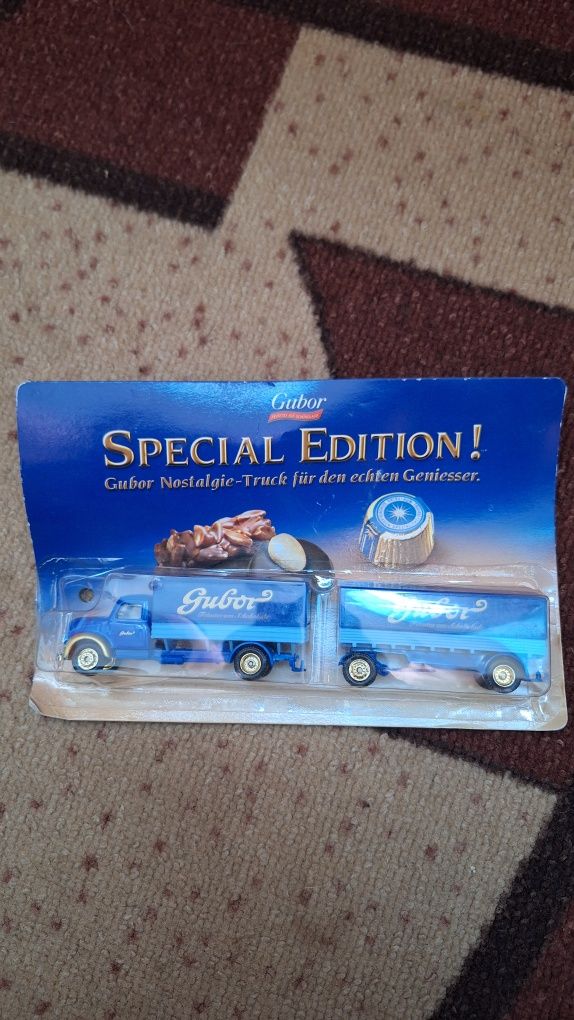 Gubor
SPECIAL EDITION!
Gubor Nostalgie-Truck für den echten Geniesser.
Gubor
Gubor
Gubor